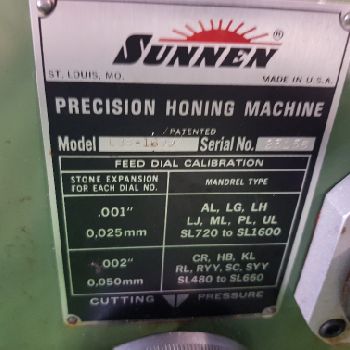 SUNNEN
ST. LOUIS, MO. MADE IN U.S.A.
PRECISION HONING MACHINE
PATENTED
Model Serial No.
FEED DIAL CALIBRATION
STONE EXPANSION
FOR EACH DIAL NO.
MANDREL TYPE
.001"
0,025mm
AL, LG, LH
LJ, ML, PL, UL
SL720 to SL1600
.002"
0,050mm
CR, HB, KL
RL, RYY, SC, SYY
SL480 to SL660
CUTTING PRESSURE